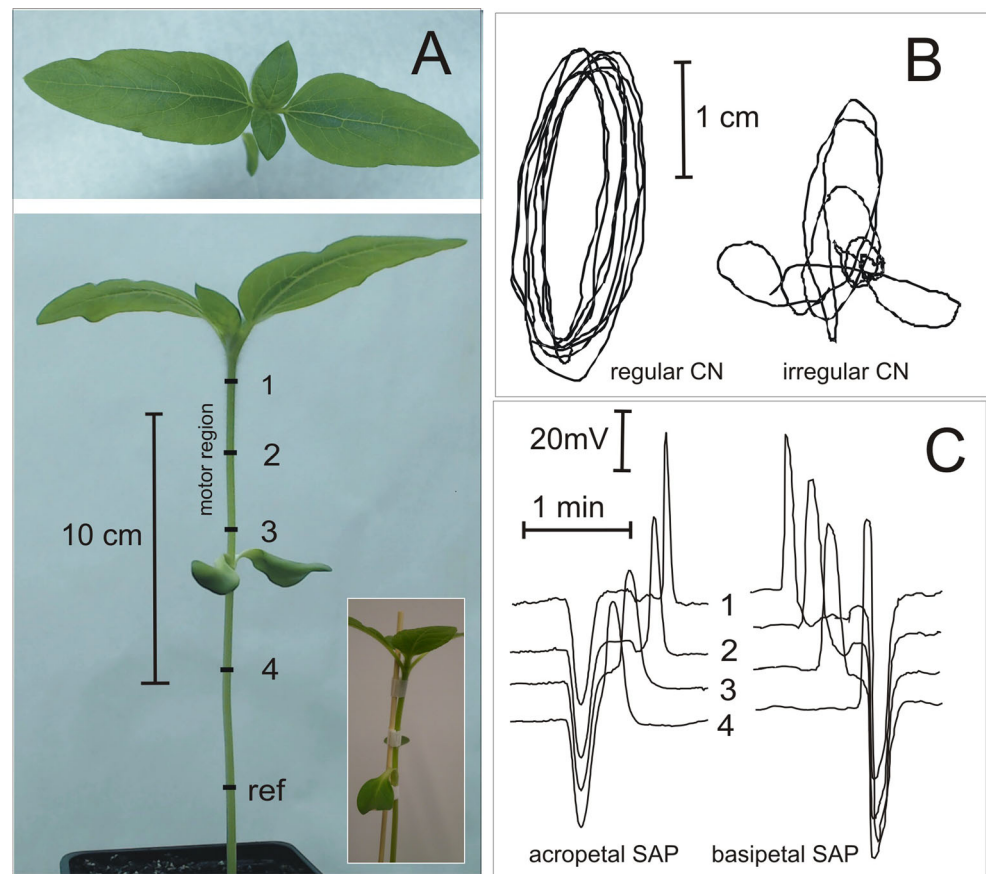 A
1
motor region
2
10 cm
3
4
ref
B
1 cm
regular CN
irregular CN
C
20mV
1 min
1
2
3
4
acropetal SAP
basipetal SAP